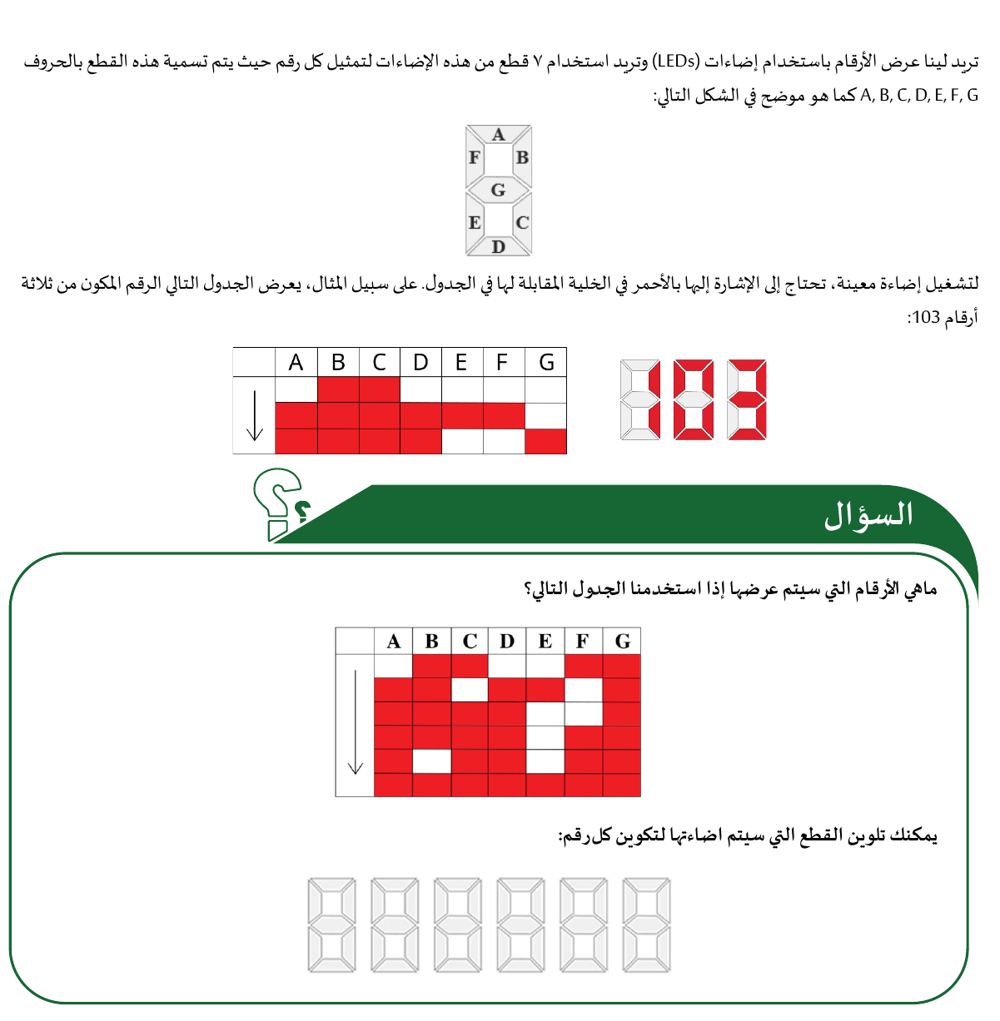 تريد لينا عرض الأرقام باستخدام إضاءات (LEDs) وتريد استخدام ٧ قطع من هذه الإضاءات لتمثيل كل رقم حيث يتم تسمية هذه القطع بالحروف
A, B, C, D, E, F, G كما هو موضح في الشكل التالي:
A
F B
G
E C
D
لتشغيل إضاءة معينة، تحتاج إلى الإشارة إليها بالأحمر في الخلية المقابلة لها في الجدول. على سبيل المثال، يعرض الجدول التالي الرقم المكون من ثلاثة
أرقام 103:
A B C D E F G
103
السؤال
؟؟
ماهي الأرقام التي سيتم عرضها إذا استخدمنا الجدول التالي؟
A B C D E F G
يمكنك تلوين القطع التي سيتم اضاءتها لتكوين كل رقم: